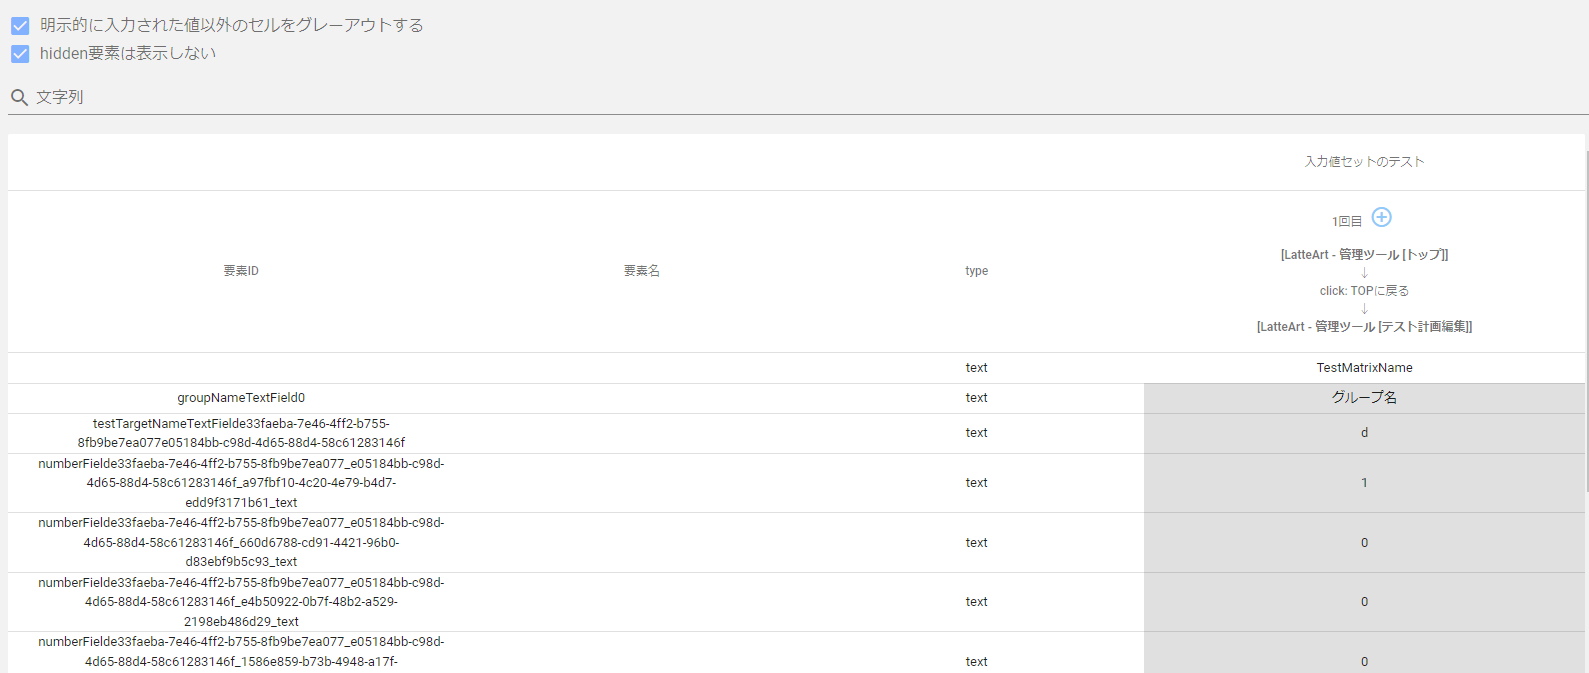 明示的に入力された値以外のセルをグレーアウトする
hidden要素は表示しない
文字列
入力値セットのテスト
要素ID 要素名 type 1回目
[LatteArt - 管理ツール [トップ]]
↓
click: TOPに戻る
↓
[LatteArt - 管理ツール [テスト計画編集]]
text TestMatrixName
groupNameTextField0 text グループ名
testTargetNameTextFielde33faeba-7e46-4ff2-b755-
8fb9be7ea077e05184bb-c98d-4d65-88d4-58c61283146f text d
numberFielde33faeba-7e46-4ff2-b755-8fb9be7ea077_e05184bb-c98d-
4d65-88d4-58c61283146f_a97fbf10-4c20-4e79-b4d7- text 1
edd9f3171b61_text
numberFielde33faeba-7e46-4ff2-b755-8fb9be7ea077_e05184bb-c98d-
4d65-88d4-58c61283146f_660d6788-cd91-4421-96b0- text 0
d83ebf9b5c93_text
numberFielde33faeba-7e46-4ff2-b755-8fb9be7ea077_e05184bb-c98d-
4d65-88d4-58c61283146f_e4b50922-0b7f-48b2-a529- text 0
2198eb486d29_text
numberFielde33faeba-7e46-4ff2-b755-8fb9be7ea077_e05184bb-c98d-
4d65-88d4-58c61283146f_1586e859-b73b-4948-a17f- text 0